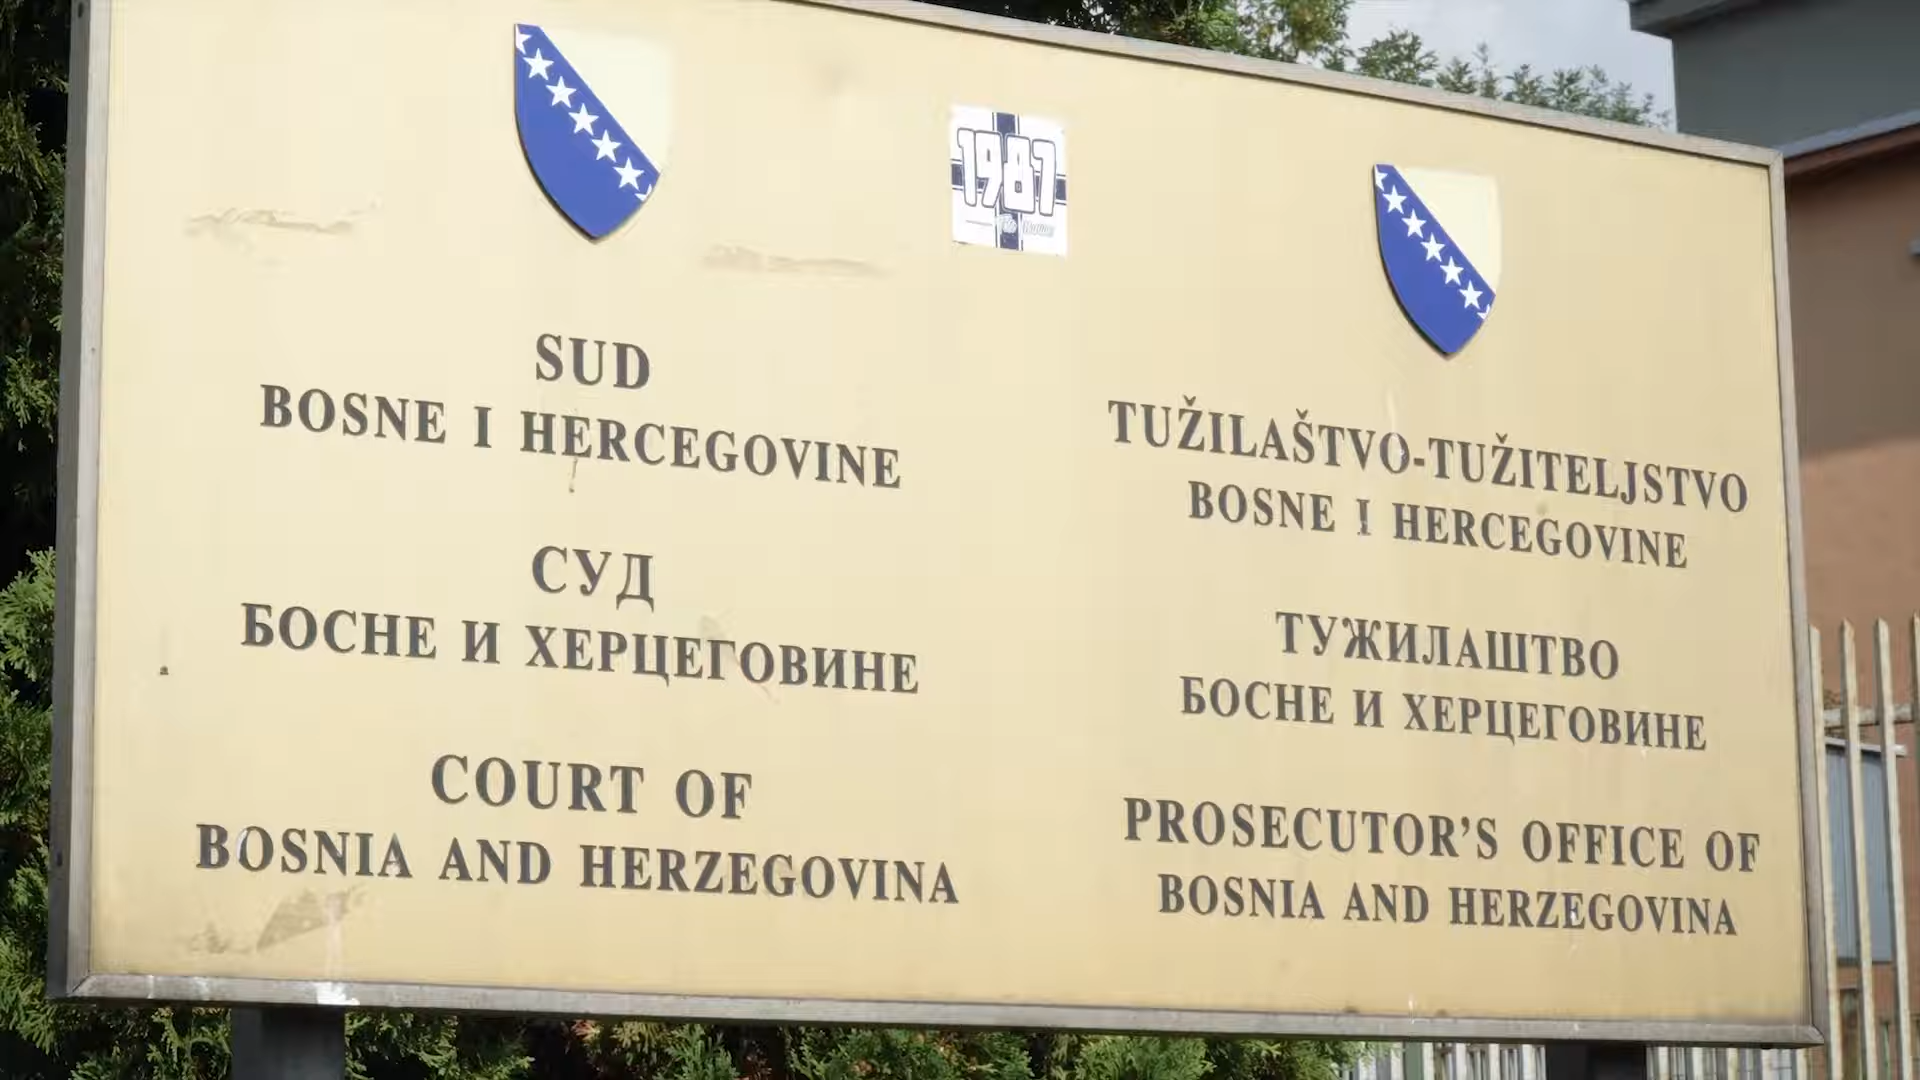 1987
SUD
BOSNE I HERCEGOVINE
СУД
БОСНЕ И ХЕРЦЕГОВИНЕ
COURT OF
BOSNIA AND HERZEGOVINA
TUŽILAŠTVO-TUŽITELJSTVO
BOSNE I HERCEGOVINE
ТУЖИЛАШТВО
БОСНЕ И ХЕРЦЕГОВИНЕ
PROSECUTOR'S OFFICE OF
BOSNIA AND HERZEGOVINA